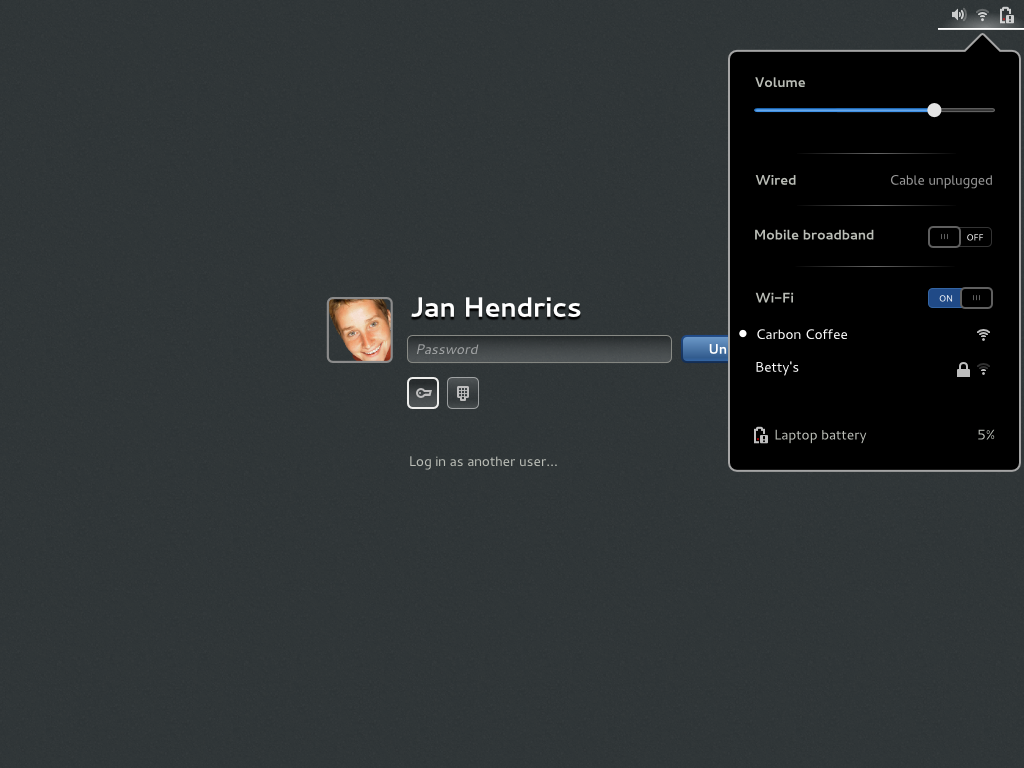 Volume
Wired Cable unplugged
Mobile broadband OFF
Wi-Fi ON
Carbon Coffee
Betty's
Laptop battery 5%
Jan Hendrics
Password
Un
Log in as another user...